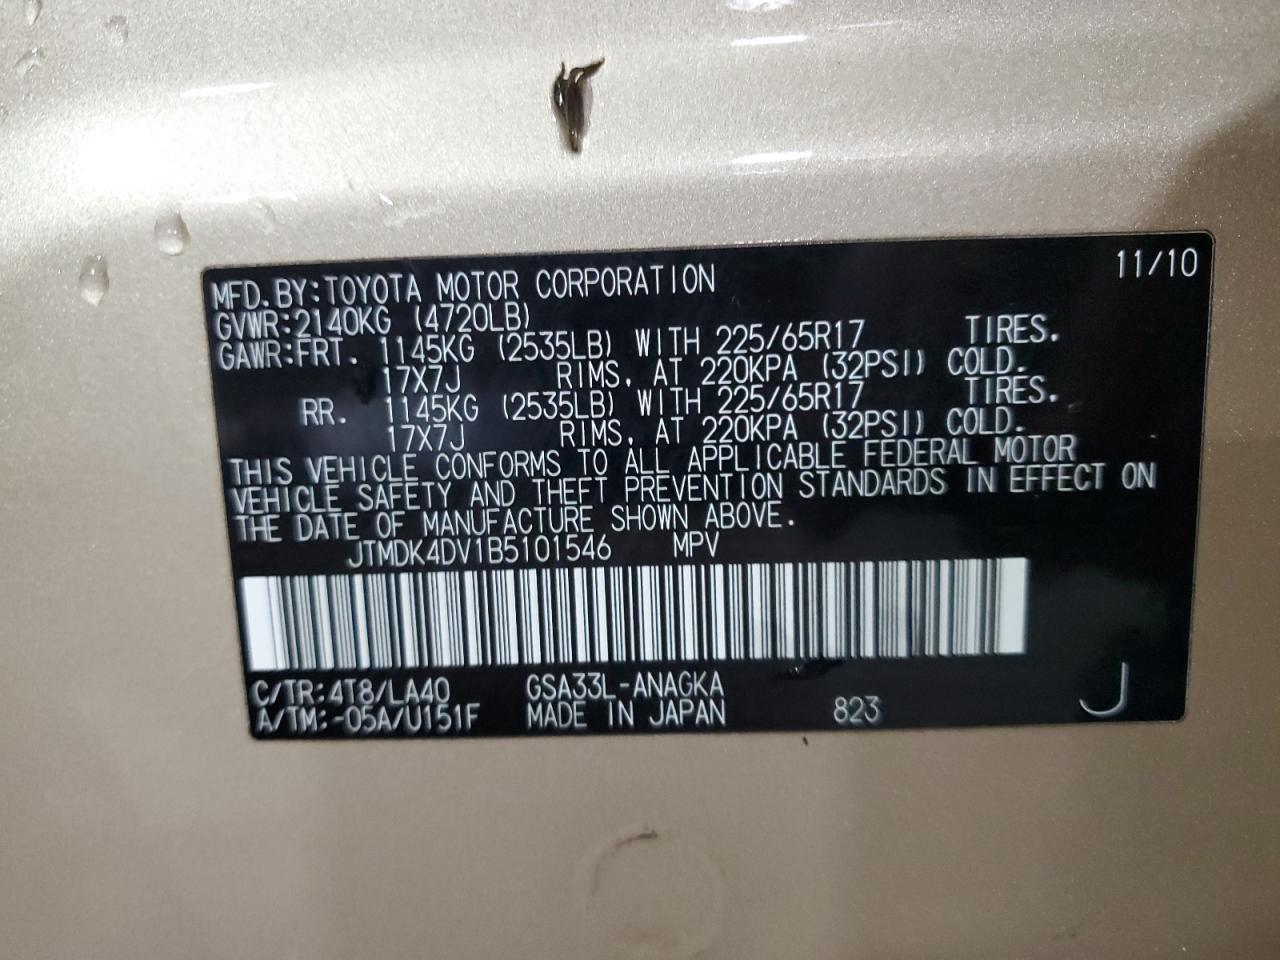 11/10
MFD. BY: TOYOTA MOTOR CORPORATION
GVWR: 2140KG (4720LB)
GAWR: FRT. 1145KG (2535LB) WITH 225/65R17 TIRES.
17X7J RIMS, AT 220KPA (32PSI) COLD.
RR. 1145KG (2535LB) WITH 225/65R17 TIRES.
17X7J RIMS, AT 220KPA (32PSI) COLD.
THIS VEHICLE CONFORMS TO ALL APPLICABLE FEDERAL MOTOR
VEHICLE SAFETY AND THEFT PREVENTION STANDARDS IN EFFECT ON
THE DATE OF MANUFACTURE SHOWN ABOVE.
JTMDK4DV1B5101546 MPV
C/TR: 4T8/LA40 GSA33L-ANAGKA
A/TM: -05A/U151F MADE IN JAPAN 823 J